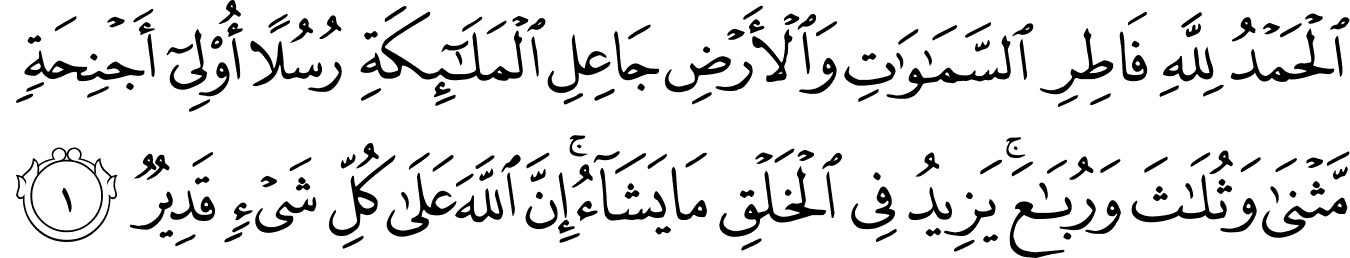 ٱلْحَمْدُ لِلَّهِ فَاطِرِ ٱلسَّمَٰوَٰتِ وَٱلْأَرْضِ جَاعِلِ ٱلْمَلَٰٓئِكَةِ رُسُلًا أُو۟لِىٓ أَجْنِحَةٍ
مَّثْنَىٰ وَثُلَٰثَ وَرُبَٰعَ ۚ يَزِيدُ فِى ٱلْخَلْقِ مَا يَشَآءُ ۚ إِنَّ ٱللَّهَ عَلَىٰ كُلِّ شَىْءٍ قَدِيرٌ ١